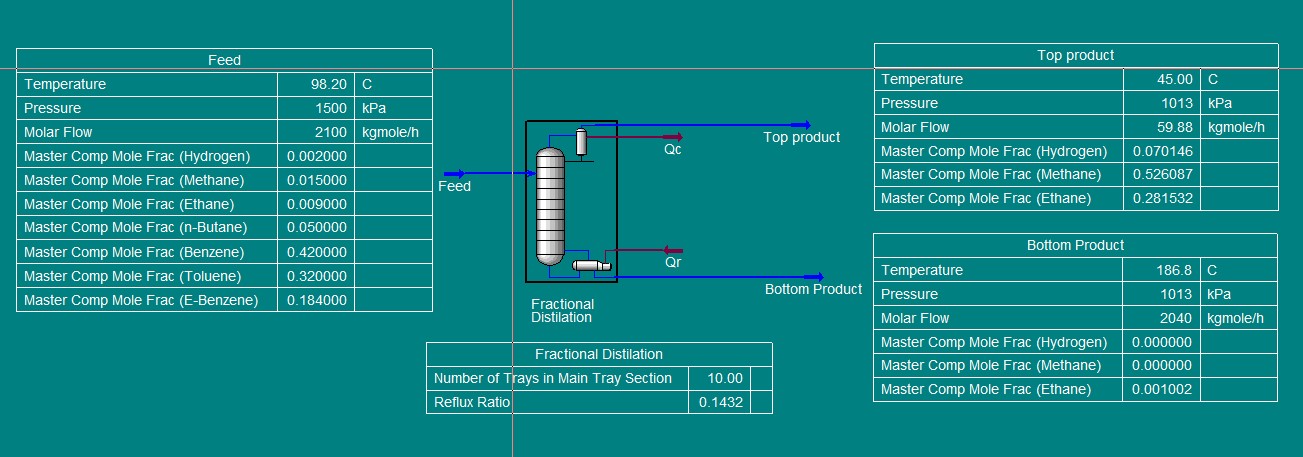 Feed
Temperature 98.20 C
Pressure 1500 kPa
Molar Flow 2100 kgmole/h
Master Comp Mole Frac (Hydrogen) 0.002000
Master Comp Mole Frac (Methane) 0.015000
Master Comp Mole Frac (Ethane) 0.009000
Master Comp Mole Frac (n-Butane) 0.050000
Master Comp Mole Frac (Benzene) 0.420000
Master Comp Mole Frac (Toluene) 0.320000
Master Comp Mole Frac (E-Benzene) 0.184000
Feed
Qc
Top product
Qr
Bottom Product
Fractional
Distilation
Fractional Distilation
Number of Trays in Main Tray Section 10.00
Reflux Ratio 0.1432
Top product
Temperature 45.00 C
Pressure 1013 kPa
Molar Flow 59.88 kgmole/h
Master Comp Mole Frac (Hydrogen) 0.070146
Master Comp Mole Frac (Methane) 0.526087
Master Comp Mole Frac (Ethane) 0.281532
Bottom Product
Temperature 186.8 C
Pressure 1013 kPa
Molar Flow 2040 kgmole/h
Master Comp Mole Frac (Hydrogen) 0.000000
Master Comp Mole Frac (Methane) 0.000000
Master Comp Mole Frac (Ethane) 0.001002